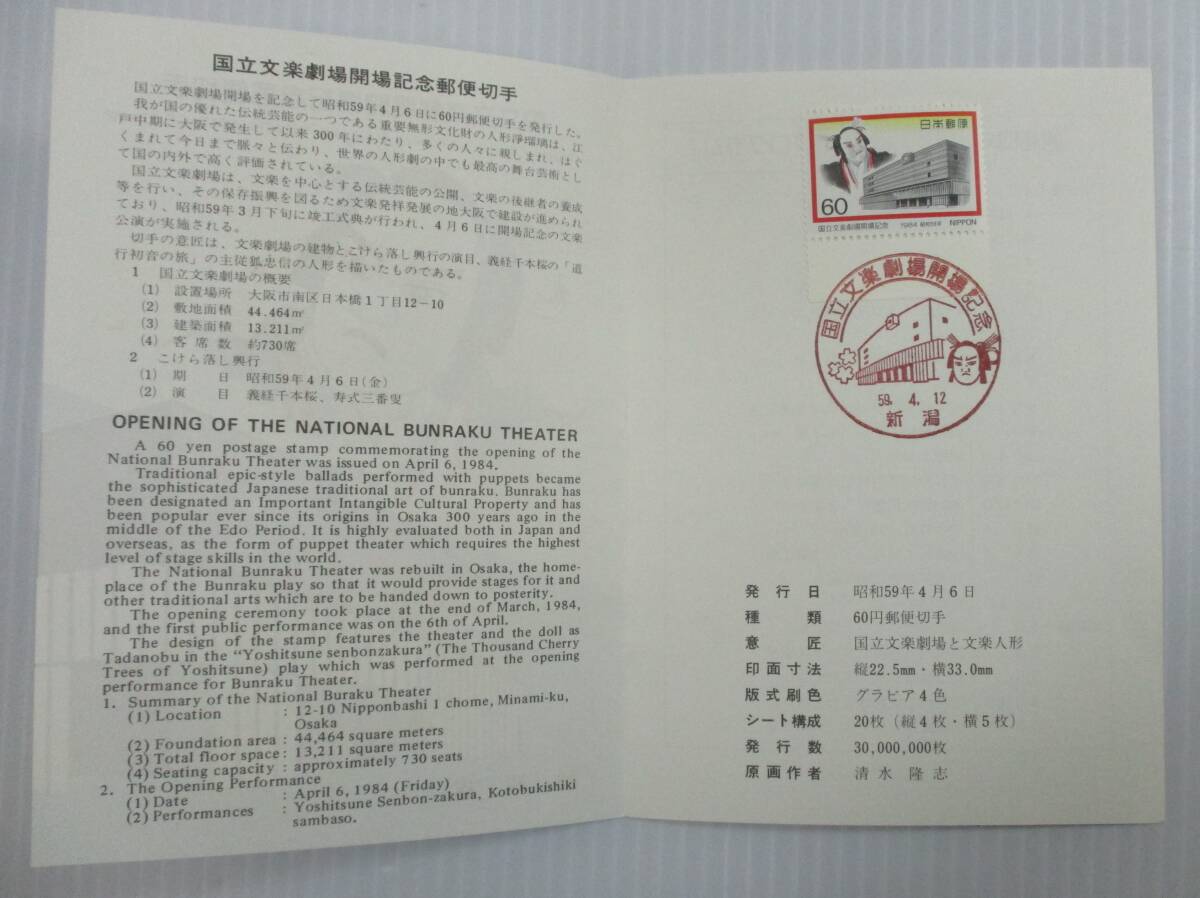 国立文楽劇場開場記念郵便切手
国立文楽劇場開場を記念して昭和59年4月6日に60円郵便切手を発行した。
我が国の優れた伝統芸能の一つである重要無形文化財の人形浄瑠璃は、江
戸中期に大阪で発生して以来300年にわたり、多くの人々に親しまれ、はぐ
くまれて今日まで脈々と伝わり、世界の人形劇の中でも最高の舞台芸術とし
て国の内外で高く評価されている。
国立文楽劇場は、文楽を中心とする伝統芸能の公開、文楽の後継者の養成
等を行い、その保存振興を図るため文楽発祥発展の地大阪で建設が進められ
ており、昭和59年3月下旬に竣工式典が行われ、4月6日に開場記念の文楽
公演が実施される。
切手の意匠は、文楽劇場の建物とこけら落し興行の演目、義経千本桜の「道
行初音の旅」の主従狐忠信の人形を描いたものである。
1 国立文楽劇場の概要
(1) 設置場所 大阪市南区日本橋1丁目12-10
(2) 敷地面積 44.464㎡
(3) 建築面積 13.211㎡
(4) 客席数 約730席
2 こけら落し興行
(1) 期日 昭和59年4月6日(金)
(2) 演目 義経千本桜、寿式三番叟
OPENING OF THE NATIONAL BUNRAKU THEATER
A 60 yen postage stamp commemorating the opening of the
National Bunraku Theater was issued on April 6, 1984.
Traditional epic-style ballads performed with puppets became
the sophisticated Japanese traditional art of bunraku. Bunraku has
been designated an Important Intangible Cultural Property and has
been popular ever since its origins in Osaka 300 years ago in the
middle of the Edo Period. It is highly evaluated both in Japan and
overseas, as the form of puppet theater which requires the highest
level of stage skills in the world.
The National Bunraku Theater was rebuilt in Osaka, the home-
place of the Bunraku play so that it would provide stages for it and
other traditional arts which are to be handed down to posterity.
The opening ceremony took place at the end of March, 1984,
and the first public performance was on the 6th of April.
The design of the stamp features the theater and the doll as
Tadanobu in the "Yoshitsune senbonzakura" (The Thousand Cherry
Trees of Yoshitsune) play which was performed at the opening
performance for Bunraku Theater.
1. Summary of the National Buraku Theater
(1) Location : 12-10 Nipponbashi 1 chome, Minami-ku,
Osaka
(2) Foundation area : 44,464 square meters
(3) Total floor space : 13,211 square meters
(4) Seating capacity : approximately 730 seats
2. The Opening Performance
(1) Date : April 6, 1984 (Friday)
(2) Performances : Yoshitsune Senbon-zakura, Kotobukishiki
sambaso.
日本郵便
60
国立文楽劇場開場記念 1984 昭和59年 NIPPON
国立文楽劇場開場記念
59. 4. 12
新潟
発行日 昭和59年4月6日
種類 60円郵便切手
意匠 国立文楽劇場と文楽人形
印面寸法 縦22.5mm・横33.0mm
版式刷色 グラビア4色
シート構成 20枚(縦4枚・横5枚)
発行数 30,000,000枚
原画作者 清水隆志